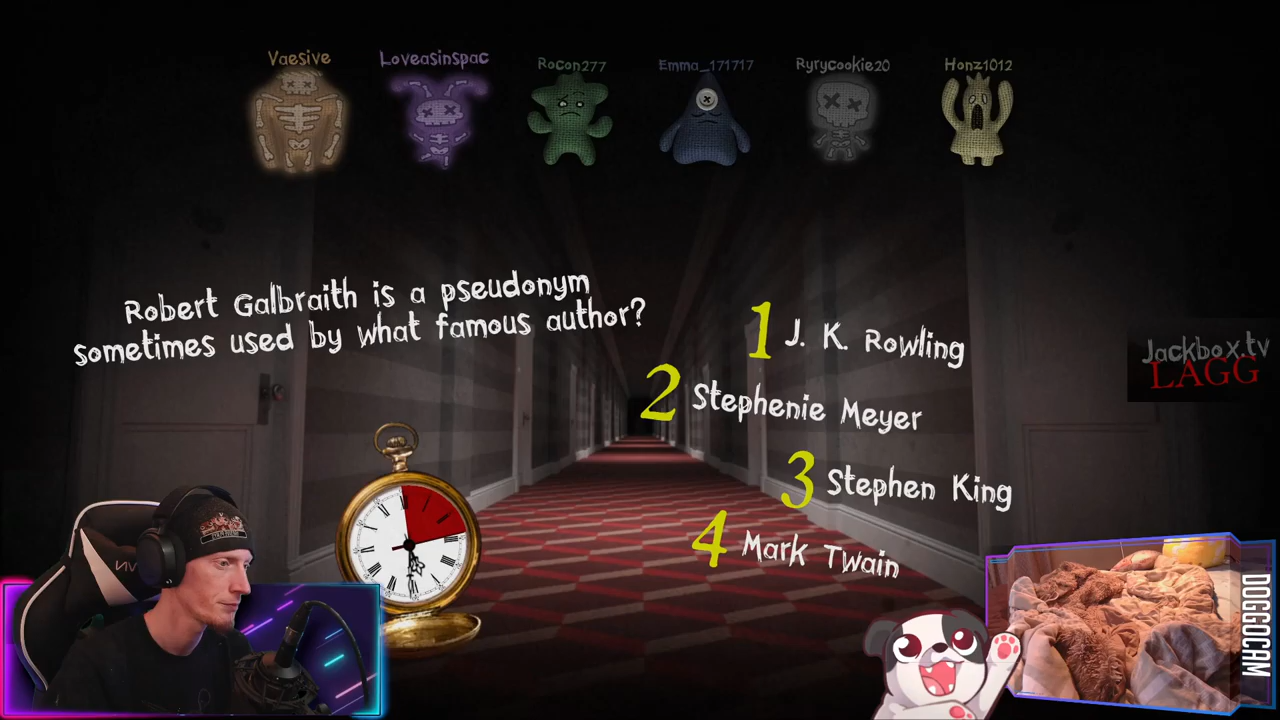 Vaesive
Loveasinspac
Rocon277
Emma_171717
Ryrycookie20
Honz1012
Robert Galbraith is a pseudonym
sometimes used by what famous author?
1 J. K. Rowling
2 Stephenie Meyer
3 Stephen King
4 Mark Twain
Jackbox.tv
LAGG
DOGGOCAM